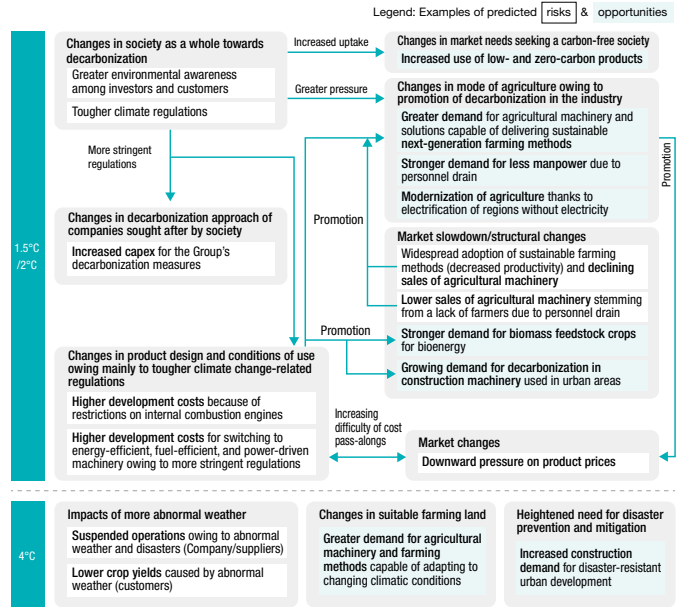 Legend: Examples of predicted risks & opportunities
1.5°C
/2°C
Changes in society as a whole towards
decarbonization
Greater environmental awareness
among investors and customers
Tougher climate regulations
Increased uptake
Changes in market needs seeking a carbon-free society
Increased use of low- and zero-carbon products
Greater pressure
Changes in mode of agriculture owing to
promotion of decarbonization in the industry
Greater demand for agricultural machinery and
solutions capable of delivering sustainable
next-generation farming methods
Stronger demand for less manpower due to
personnel drain
Modernization of agriculture thanks to
electrification of regions without electricity
Promotion
More stringent
regulations
Changes in decarbonization approach of
companies sought after by society
Increased capex for the Group's
decarbonization measures
Promotion
Market slowdown/structural changes
Widespread adoption of sustainable farming
methods (decreased productivity) and declining
sales of agricultural machinery
Lower sales of agricultural machinery stemming
from a lack of farmers due to personnel drain
Promotion
Stronger demand for biomass feedstock crops
for bioenergy
Growing demand for decarbonization in
construction machinery used in urban areas
Changes in product design and conditions of use
owing mainly to tougher climate change-related
regulations
Higher development costs because of
restrictions on internal combustion engines
Higher development costs for switching to
energy-efficient, fuel-efficient, and power-driven
machinery owing to more stringent regulations
Increasing
difficulty of cost
pass-alongs
Market changes
Downward pressure on product prices
4°C
Impacts of more abnormal weather
Suspended operations owing to abnormal
weather and disasters (Company/suppliers)
Lower crop yields caused by abnormal
weather (customers)
Changes in suitable farming land
Greater demand for agricultural
machinery and farming
methods capable of adapting to
changing climatic conditions
Heightened need for disaster
prevention and mitigation
Increased construction
demand for disaster-resistant
urban development